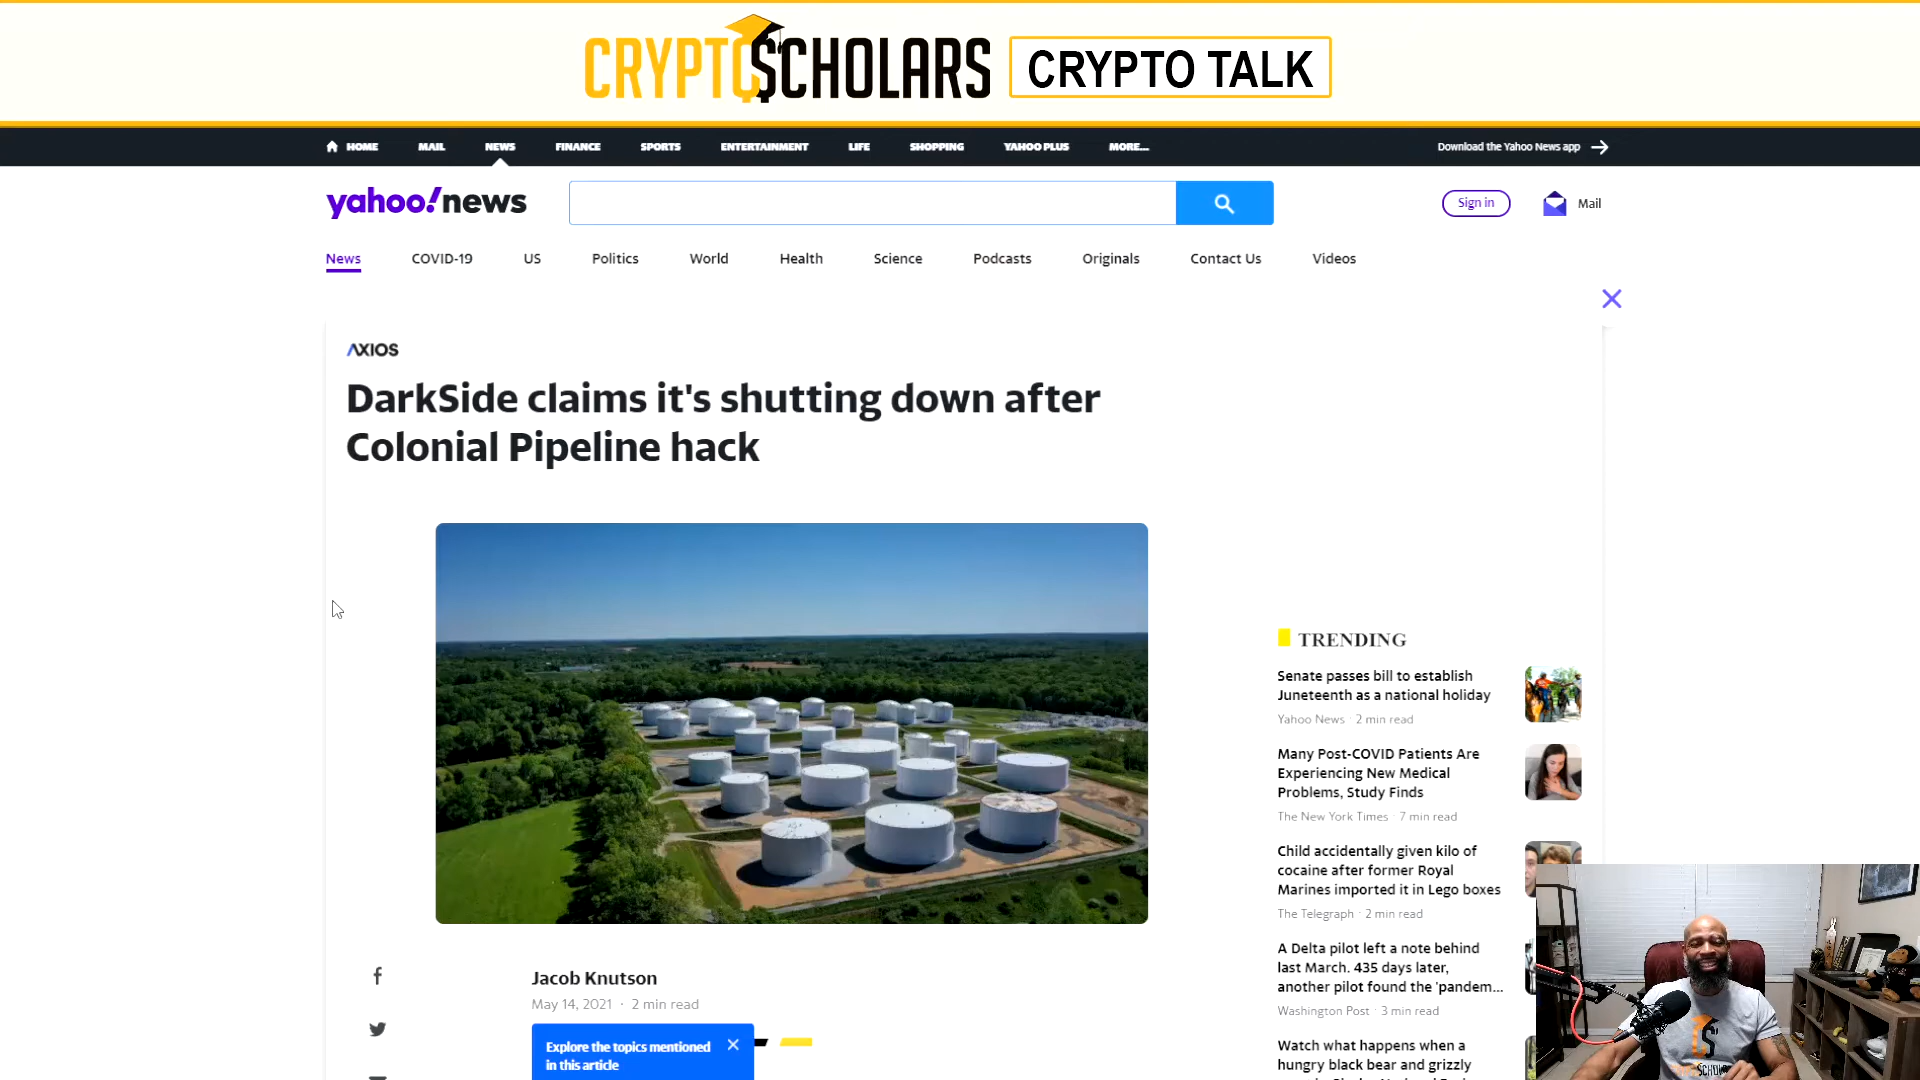 CRYPTOSCHOLARS CRYPTO TALK
HOME MAIL NEWS FINANCE SPORTS ENTERTAINMENT LIFE SHOPPING YAHOO PLUS MORE... Download the Yahoo News app
yahoo!news
Sign in Mail
News COVID-19 US Politics World Health Science Podcasts Originals Contact Us Videos
AXIOS
DarkSide claims it's shutting down after
Colonial Pipeline hack
Jacob Knutson
May 14, 2021 · 2 min read
Explore the topics mentioned
in this article
TRENDING
Senate passes bill to establish
Juneteenth as a national holiday
Yahoo News · 2 min read
Many Post-COVID Patients Are
Experiencing New Medical
Problems, Study Finds
The New York Times · 7 min read
Child accidentally given kilo of
cocaine after former Royal
Marines imported it in Lego boxes
The Telegraph · 2 min read
A Delta pilot left a note behind
last March. 435 days later,
another pilot found the 'pandem...
Washington Post · 3 min read
Watch what happens when a
hungry black bear and grizzly